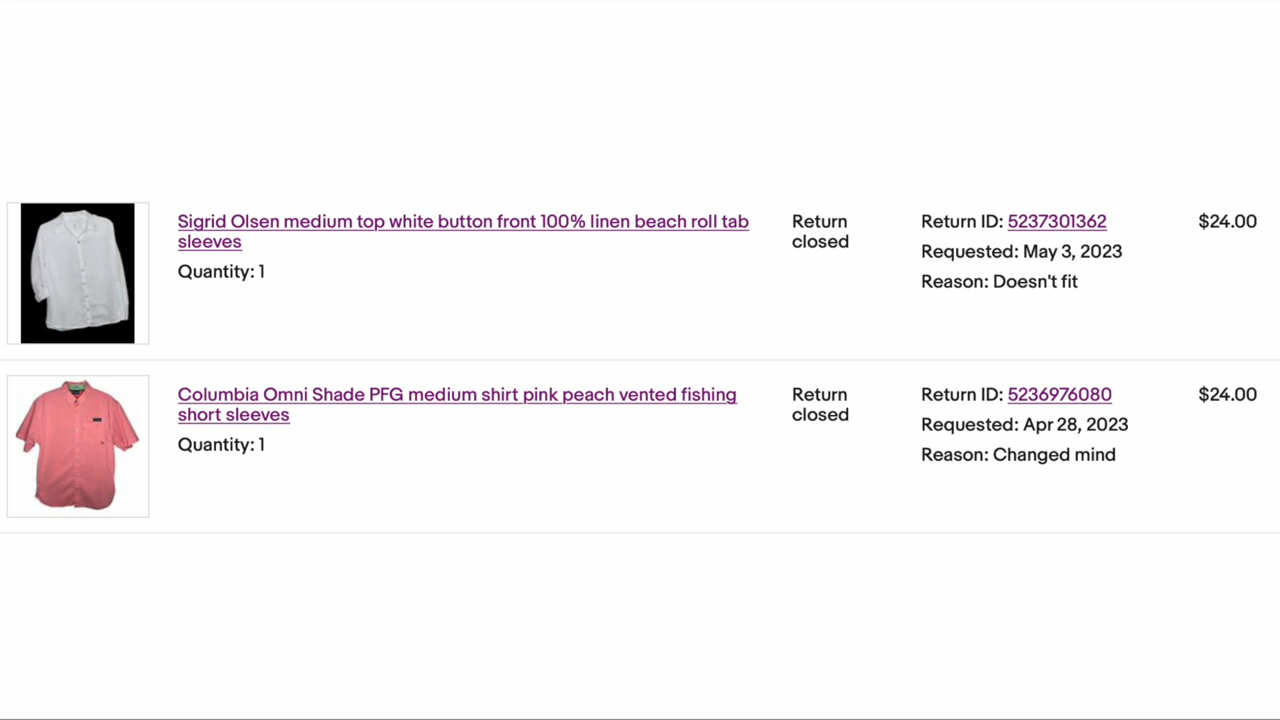 Sigrid Olsen medium top white button front 100% linen beach roll tab
sleeves
Quantity: 1
Return
closed
Return ID: 5237301362
Requested: May 3, 2023
Reason: Doesn't fit
$24.00
Columbia Omni Shade PFG medium shirt pink peach vented fishing
short sleeves
Quantity: 1
Return
closed
Return ID: 5236976080
Requested: Apr 28, 2023
Reason: Changed mind
$24.00